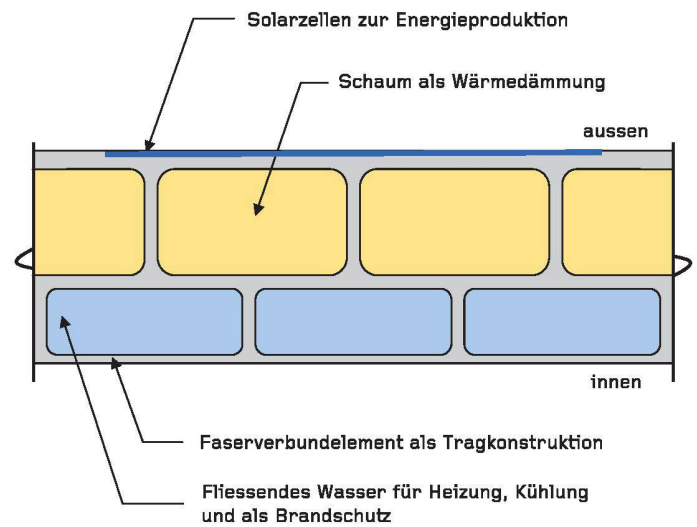 Solarzellen zur Energieproduktion
Schaum als Wärmedämmung
aussen
innen
Faserverbundelement als Tragkonstruktion
Fliessendes Wasser für Heizung, Kühlung
und als Brandschutz